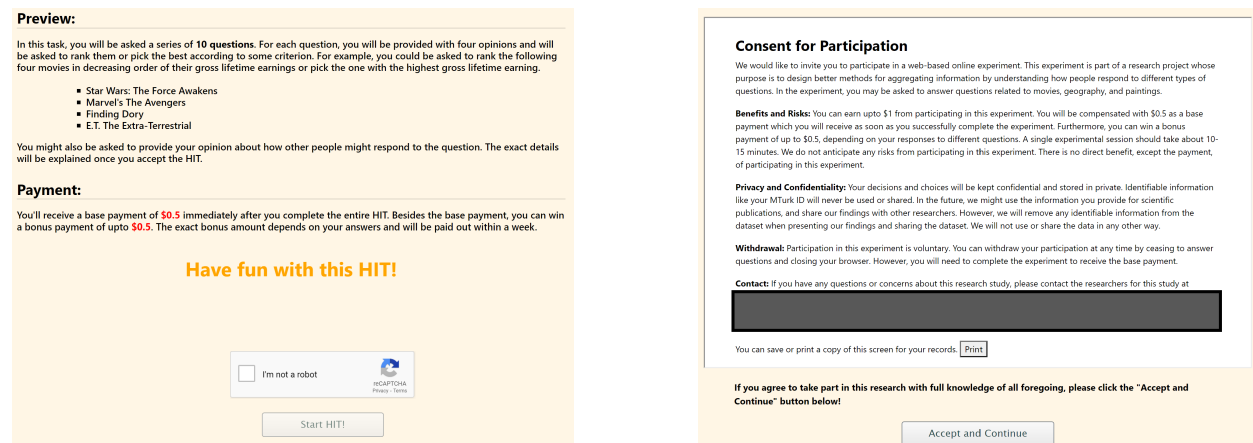 Preview:
In this task, you will be asked a series of 10 questions. For each question, you will be provided with four opinions and will
be asked to rank them or pick the best according to some criterion. For example, you could be asked to rank the following
four movies in decreasing order of their gross lifetime earnings or pick the one with the highest gross lifetime earning.
Star Wars: The Force Awakens
Marvel's The Avengers
Finding Dory
E.T. The Extra-Terrestrial
You might also be asked to provide your opinion about how other people might respond to the question. The exact details
will be explained once you accept the HIT.
Payment:
You'll receive a base payment of $0.5 immediately after you complete the entire HIT. Besides the base payment, you can win
a bonus payment of upto $0.5. The exact bonus amount depends on your answers and will be paid out within a week.
Have fun with this HIT!
I'm not a robot
reCAPTCHA
Privacy - Terms
Start HIT!
Consent for Participation
We would like to invite you to participate in a web-based online experiment. This experiment is part of a research project whose
purpose is to design better methods for aggregating information by understanding how people respond to different types of
questions. In the experiment, you may be asked to answer questions related to movies, geography, and paintings.
Benefits and Risks: You can earn upto $1 from participating in this experiment. You will be compensated with $0.5 as a base
payment which you will receive as soon as you successfully complete the experiment. Furthermore, you can win a bonus
payment of up to $0.5, depending on your responses to different questions. A single experimental session should take about 10-
15 minutes. We do not anticipate any risks from participating in this experiment. There is no direct benefit, except the payment,
of participating in this experiment.
Privacy and Confidentiality: Your decisions and choices will be kept confidential and stored in private. Identifiable information
like your MTurk ID will never be used or shared. In the future, we might use the information you provide for scientific
publications, and share our findings with other researchers. However, we will remove any identifiable information from the
dataset when presenting our findings and sharing the dataset. We will not use or share the data in any other way.
Withdrawal: Participation in this experiment is voluntary. You can withdraw your participation at any time by ceasing to answer
questions and closing your browser. However, you will need to complete the experiment to receive the base payment.
Contact: If you have any questions or concerns about this research study, please contact the researchers for this study at
You can save or print a copy of this screen for your records. Print
If you agree to take part in this research with full knowledge of all foregoing, please click the "Accept and
Continue" button below!
Accept and Continue